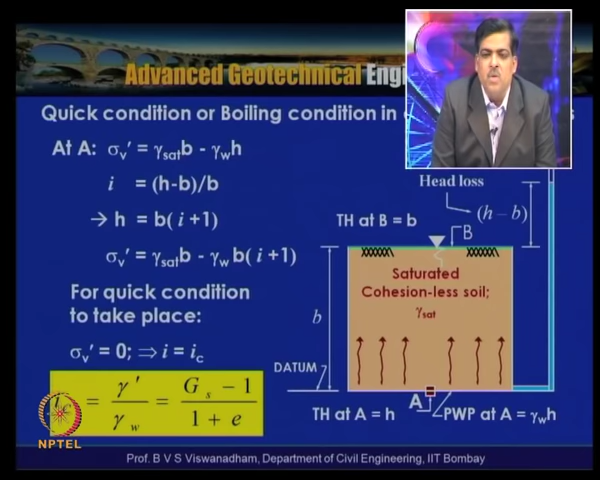 Advanced Geotechnical Engi
Quick condition or Boiling condition in
At A: σv' = γsat b - γw h
i = (h-b)/b
→ h = b( i +1)
σv' = γsat b - γw b( i +1)
For quick condition
to take place:
σv' = 0; ⇒ i = ic
= γ' / γw = Gs − 1 / 1 + e
NPTEL
Head loss
(h − b)
TH at B = b
B
Saturated
Cohesion-less soil;
γsat
b
DATUM
A
TH at A = h
PWP at A = γw h
Prof. B V S Viswanadham, Department of Civil Engineering, IIT Bombay